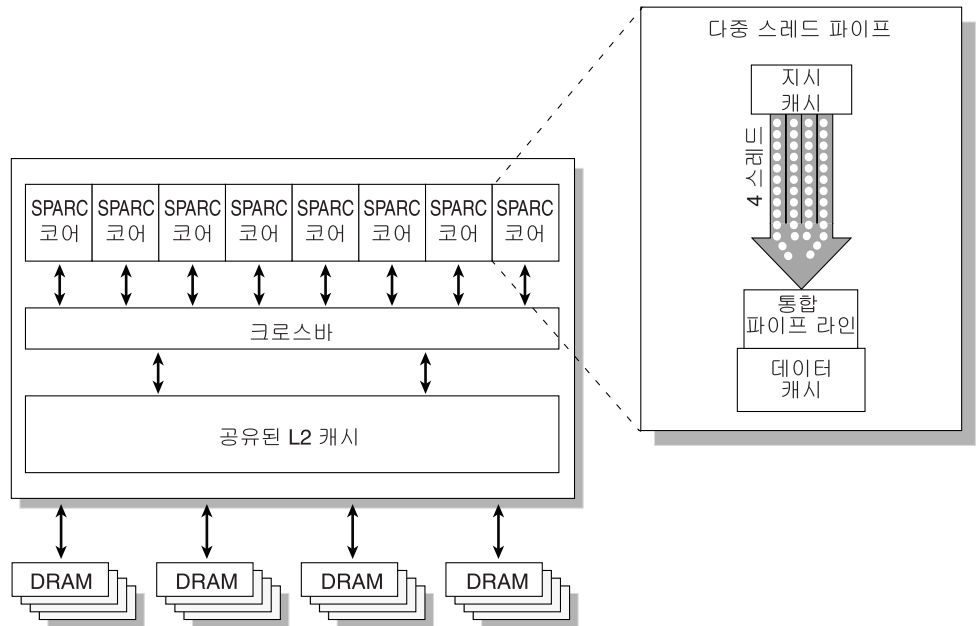 다중 스레드 파이프
지시
캐시
4 스레드
통합
파이프 라인
데이터
캐시
SPARC
코어
SPARC
코어
SPARC
코어
SPARC
코어
SPARC
코어
SPARC
코어
SPARC
코어
SPARC
코어
크로스바
공유된 L2 캐시
DRAM
DRAM
DRAM
DRAM